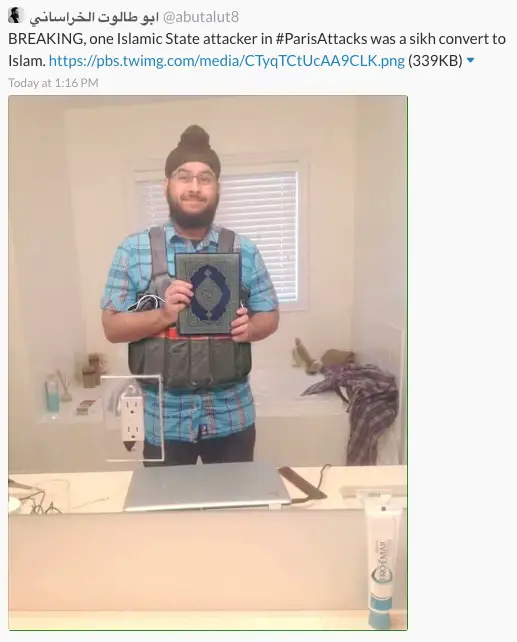 ابو طالوت الخراساني @abutalut8
BREAKING, one Islamic State attacker in #ParisAttacks was a sikh convert to
Islam. https://pbs.twimg.com/media/CTyqTCtUcAA9CLK.png (339KB)
Today at 1:16 PM